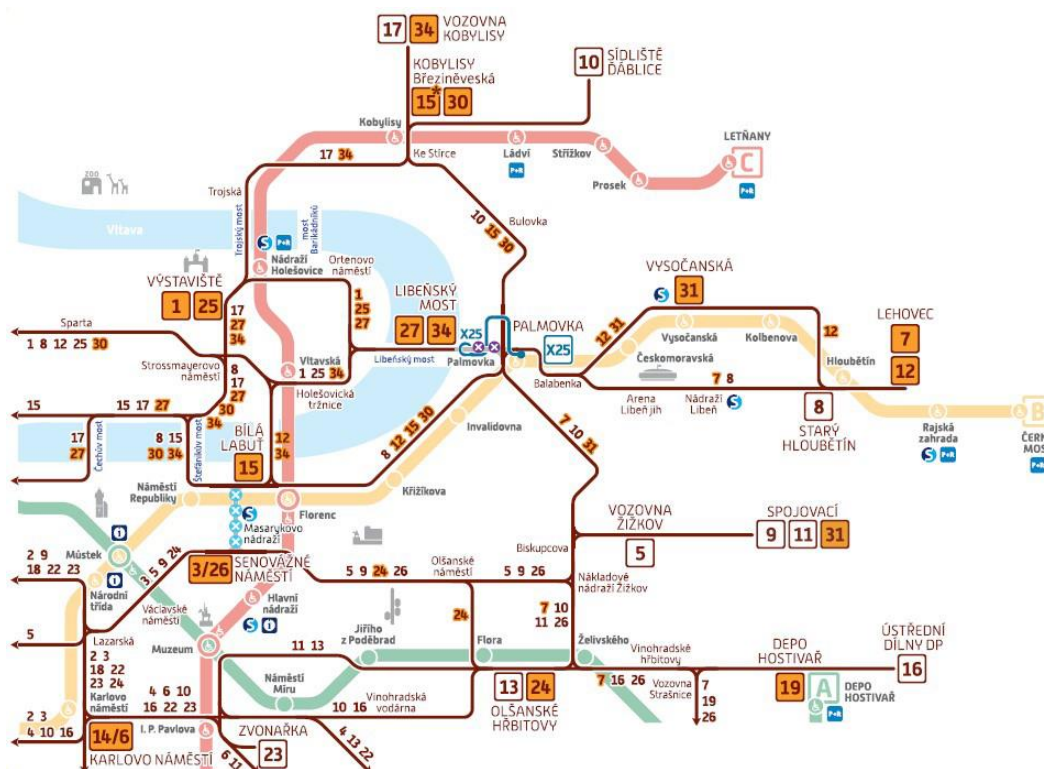 17 34 VOZOVNA
KOBYLISY
KOBYLISY
Březiněveská
15* 30
10 SÍDLIŠTĚ
ĎÁBLICE
Kobylisy
17 34
Ke Stírce
Ládví
P+R
Střížkov
Prosek
LETŇANY
C
P+R
ZOO
Trojská
Vltava
Trojský most
most
Barikádníků
S P+R
Nádraží
Holešovice
Ortenovo
náměstí
10 15 30
Bulovka
VÝSTAVIŠTĚ
1 25
17
27
34
1
25
27
LIBEŇSKÝ
MOST
27 34
X25
Palmovka
PALMOVKA
X25
Libeňský most
VYSOČANSKÁ
S 31
12 31
12
Vysočanská
Kolbenova
Českomoravská
Hloubětín
LEHOVEC
7
12
Sparta
1 8 12 25 30
Strossmayerovo
náměstí
Vltavská
1 25 34
Holešovická
tržnice
Balabenka
7 8
Arena
Libeň jih
Nádraží
Libeň S
8
STARÝ
HLOUBĚTÍN
Rajská
zahrada
S P+R
B
ČERN
MOST
P+R
8
17
27
30
34
15
15 17 27
17
27
Čechův most
8 15
30 34
Štefánikův most
BÍLÁ
LABUŤ
15
12
34
8 12 15 30
Invalidovna
Křižíkova
7 10 31
Náměstí
Republiky
Florenc
S
Masarykovo
nádraží
VOZOVNA
ŽIŽKOV
5
SPOJOVACÍ
9 11 31
Můstek
i
2 9
18 22 23
Národní
třída
i
3 5 9 24
3/26 SENOVÁŽNÉ
NÁMĚSTÍ
5 9 24 26
Olšanské
náměstí
5 9 26
Biskupcova
Nákladové
nádraží Žižkov
Václavské
náměstí
Hlavní
nádraží
S i
5
Lazarská
Muzeum
24
7 10
11 26
2 3
18 22
23 24
Karlovo
náměstí
4 6 10
16 22 23
11 13
Jiřího
z Poděbrad
Flora
Želivského
Náměstí
Míru
10 16
Vinohradská
vodárna
13 24
OLŠANSKÉ
HŘBITOVY
7 16 26
Vinohradské
hřbitovy
Vozovna
Strašnice
7
19
26
DEPO
HOSTIVAŘ
19
A DEPO
HOSTIVAŘ
P+R
ÚSTŘEDNÍ
DÍLNY DP
16
2 3
4 10 16
14/6
KARLOVO NÁMĚSTÍ
I. P. Pavlova
ZVONAŘKA
23
6 13
4 13 22